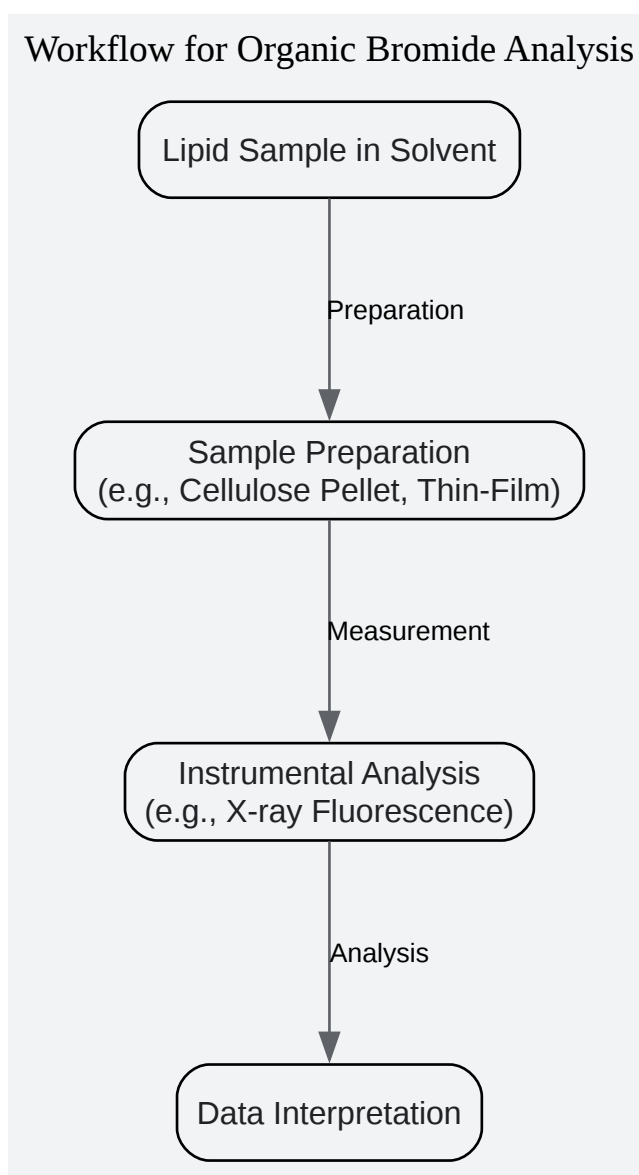 Workflow for Organic Bromide Analysis
Lipid Sample in Solvent
Preparation
Sample Preparation
(e.g., Cellulose Pellet, Thin-Film)
Measurement
Instrumental Analysis
(e.g., X-ray Fluorescence)
Analysis
Data Interpretation